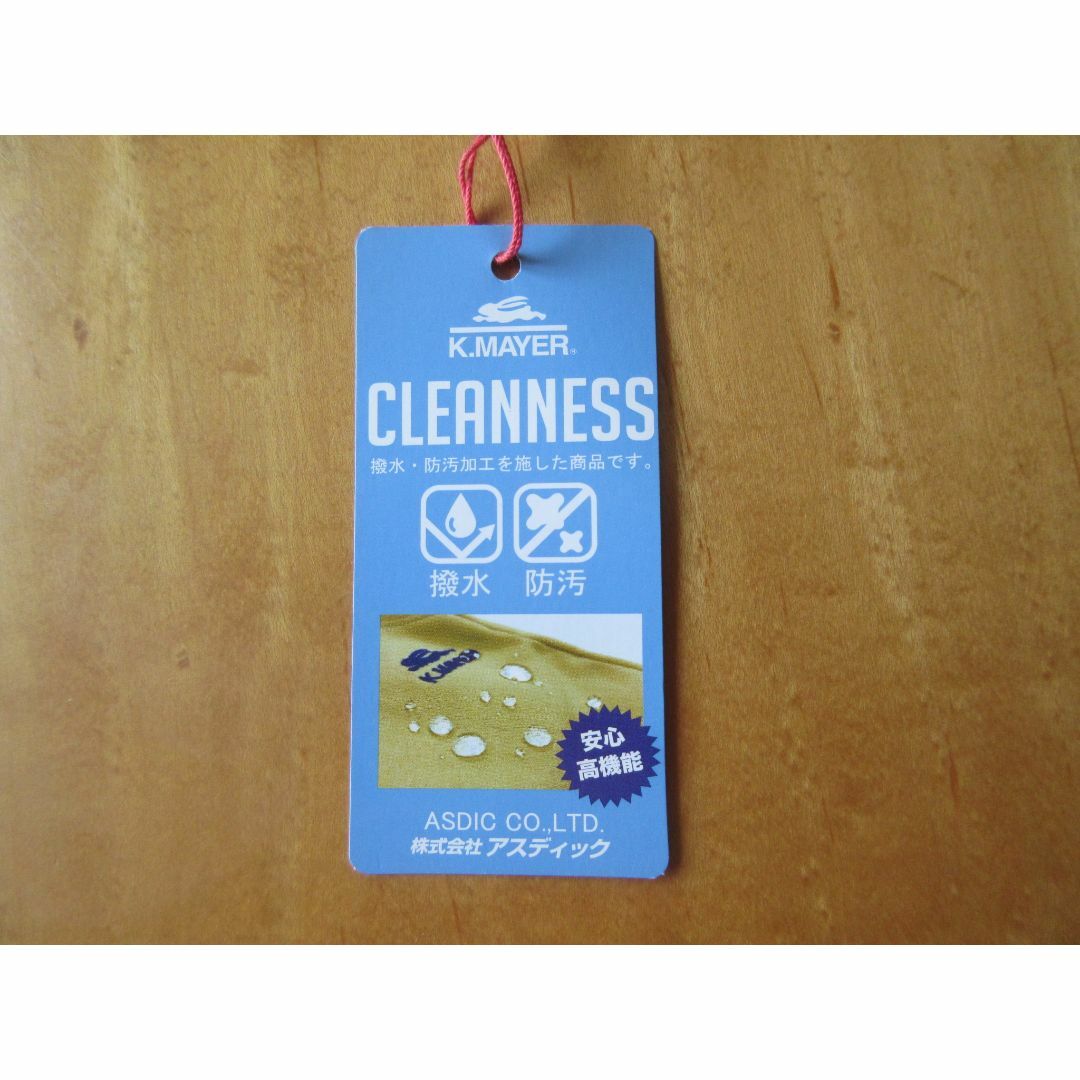 K.MAYER®
CLEANNESS
撥水・防汚加工を施した商品です。
撥水 防汚
安心
高機能
ASDIC CO.,LTD.
株式会社 アスディック